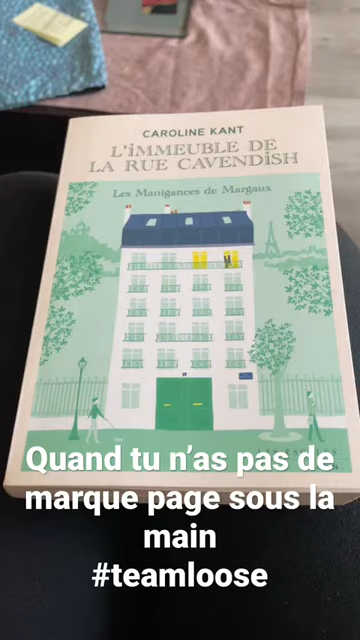 CAROLINE KANT
L'iMMEUBLE DE
LA RUE CAVENDiSH
Les Manigances de Margaux
Quand tu n'as pas de
marque page sous la
main
#teamloose